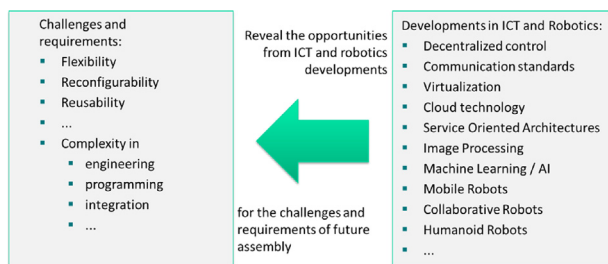 Challenges and
requirements:
Flexibility
Reconfigurability
Reusability
...
Complexity in
engineering
programming
integration
...
Reveal the opportunities
from ICT and robotics
developments
for the challenges and
requirements of future
assembly
Developments in ICT and Robotics:
Decentralized control
Communication standards
Virtualization
Cloud technology
Service Oriented Architectures
Image Processing
Machine Learning / AI
Mobile Robots
Collaborative Robots
Humanoid Robots
...